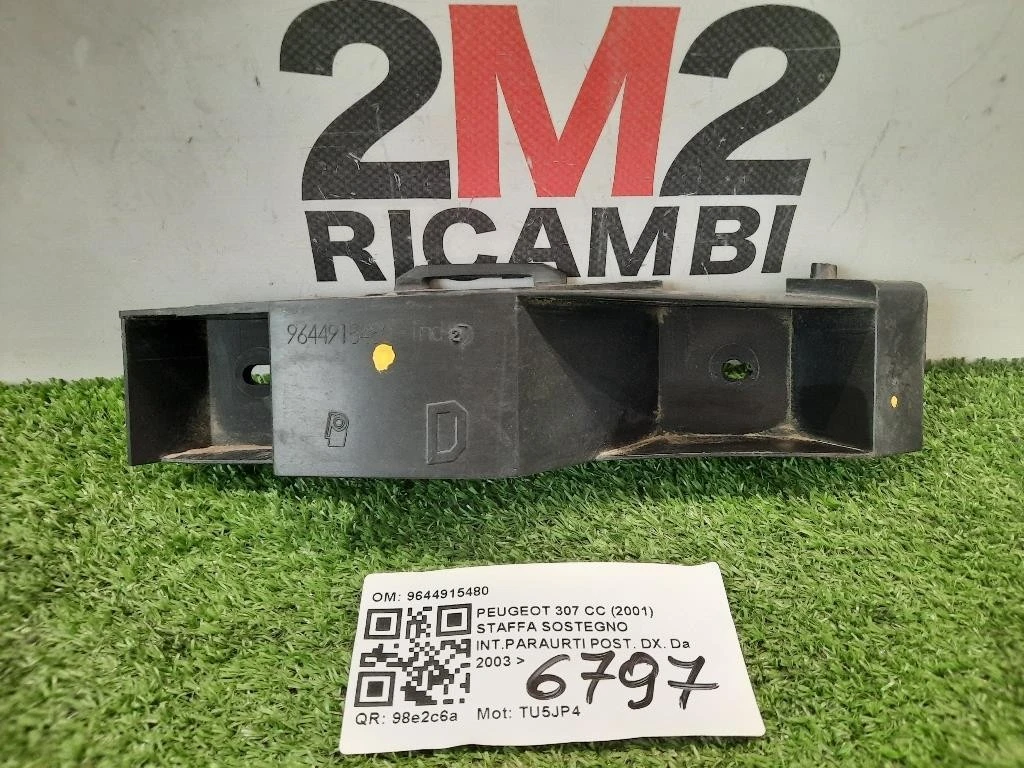 2M2
RICAMBI
P
D
OM: 9644915480
PEUGEOT 307 CC (2001)
STAFFA SOSTEGNO
INT.PARAURTI POST. DX. Da
2003 >
6797
QR: 98e2c6a Mot: TU5JP4